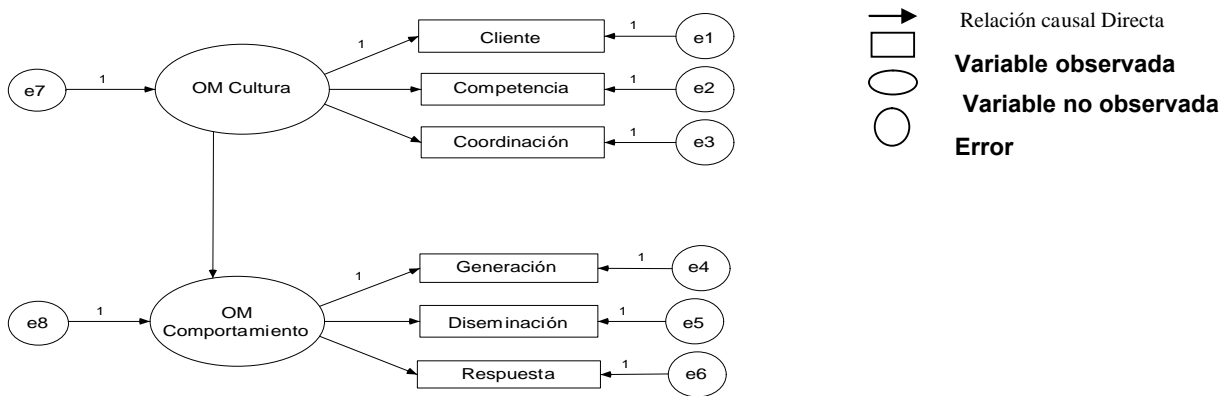 1
Cliente
1
e1
e7
1
OM Cultura
Competencia
1
e2
Coordinación
1
e3
1
Generación
1
e4
e8
1
OM
Comportamiento
Diseminación
1
e5
Respuesta
1
e6
Relación causal Directa
Variable observada
Variable no observada
Error